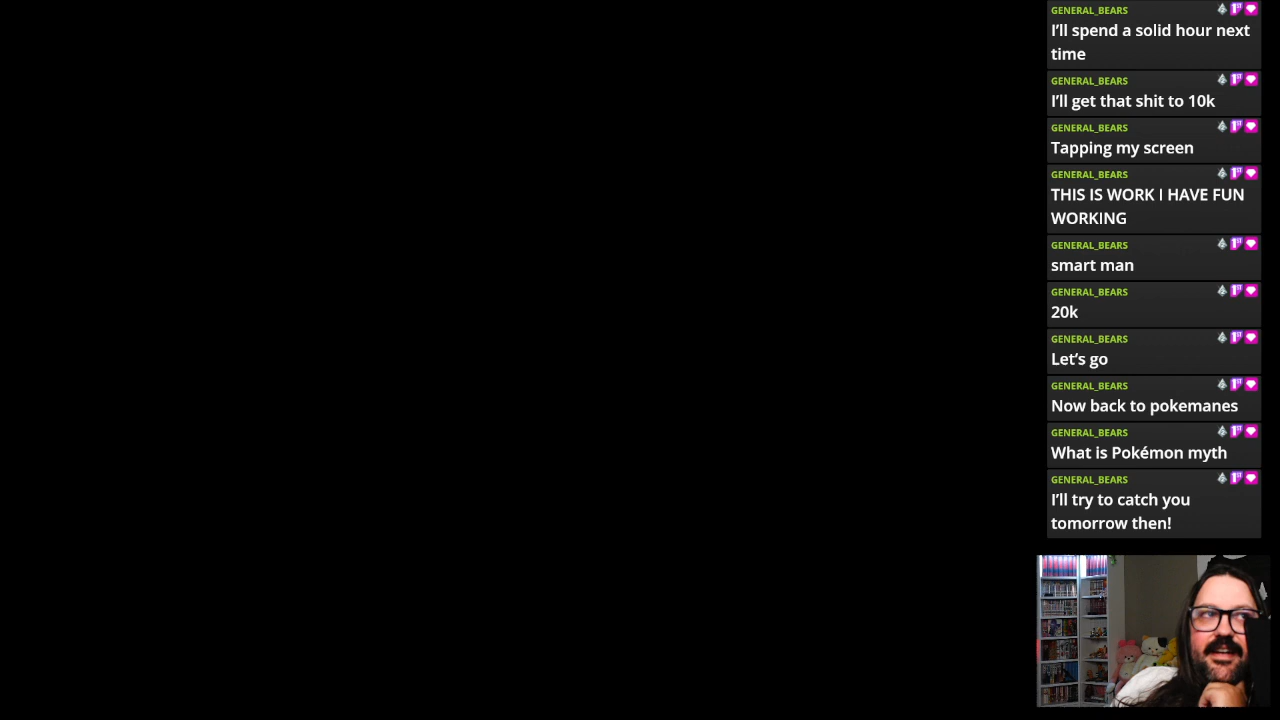 GENERAL_BEARS
I'll spend a solid hour next
time
GENERAL_BEARS
I'll get that shit to 10k
GENERAL_BEARS
Tapping my screen
GENERAL_BEARS
THIS IS WORK I HAVE FUN
WORKING
GENERAL_BEARS
smart man
GENERAL_BEARS
20k
GENERAL_BEARS
Let's go
GENERAL_BEARS
Now back to pokemanes
GENERAL_BEARS
What is Pokémon myth
GENERAL_BEARS
I'll try to catch you
tomorrow then!